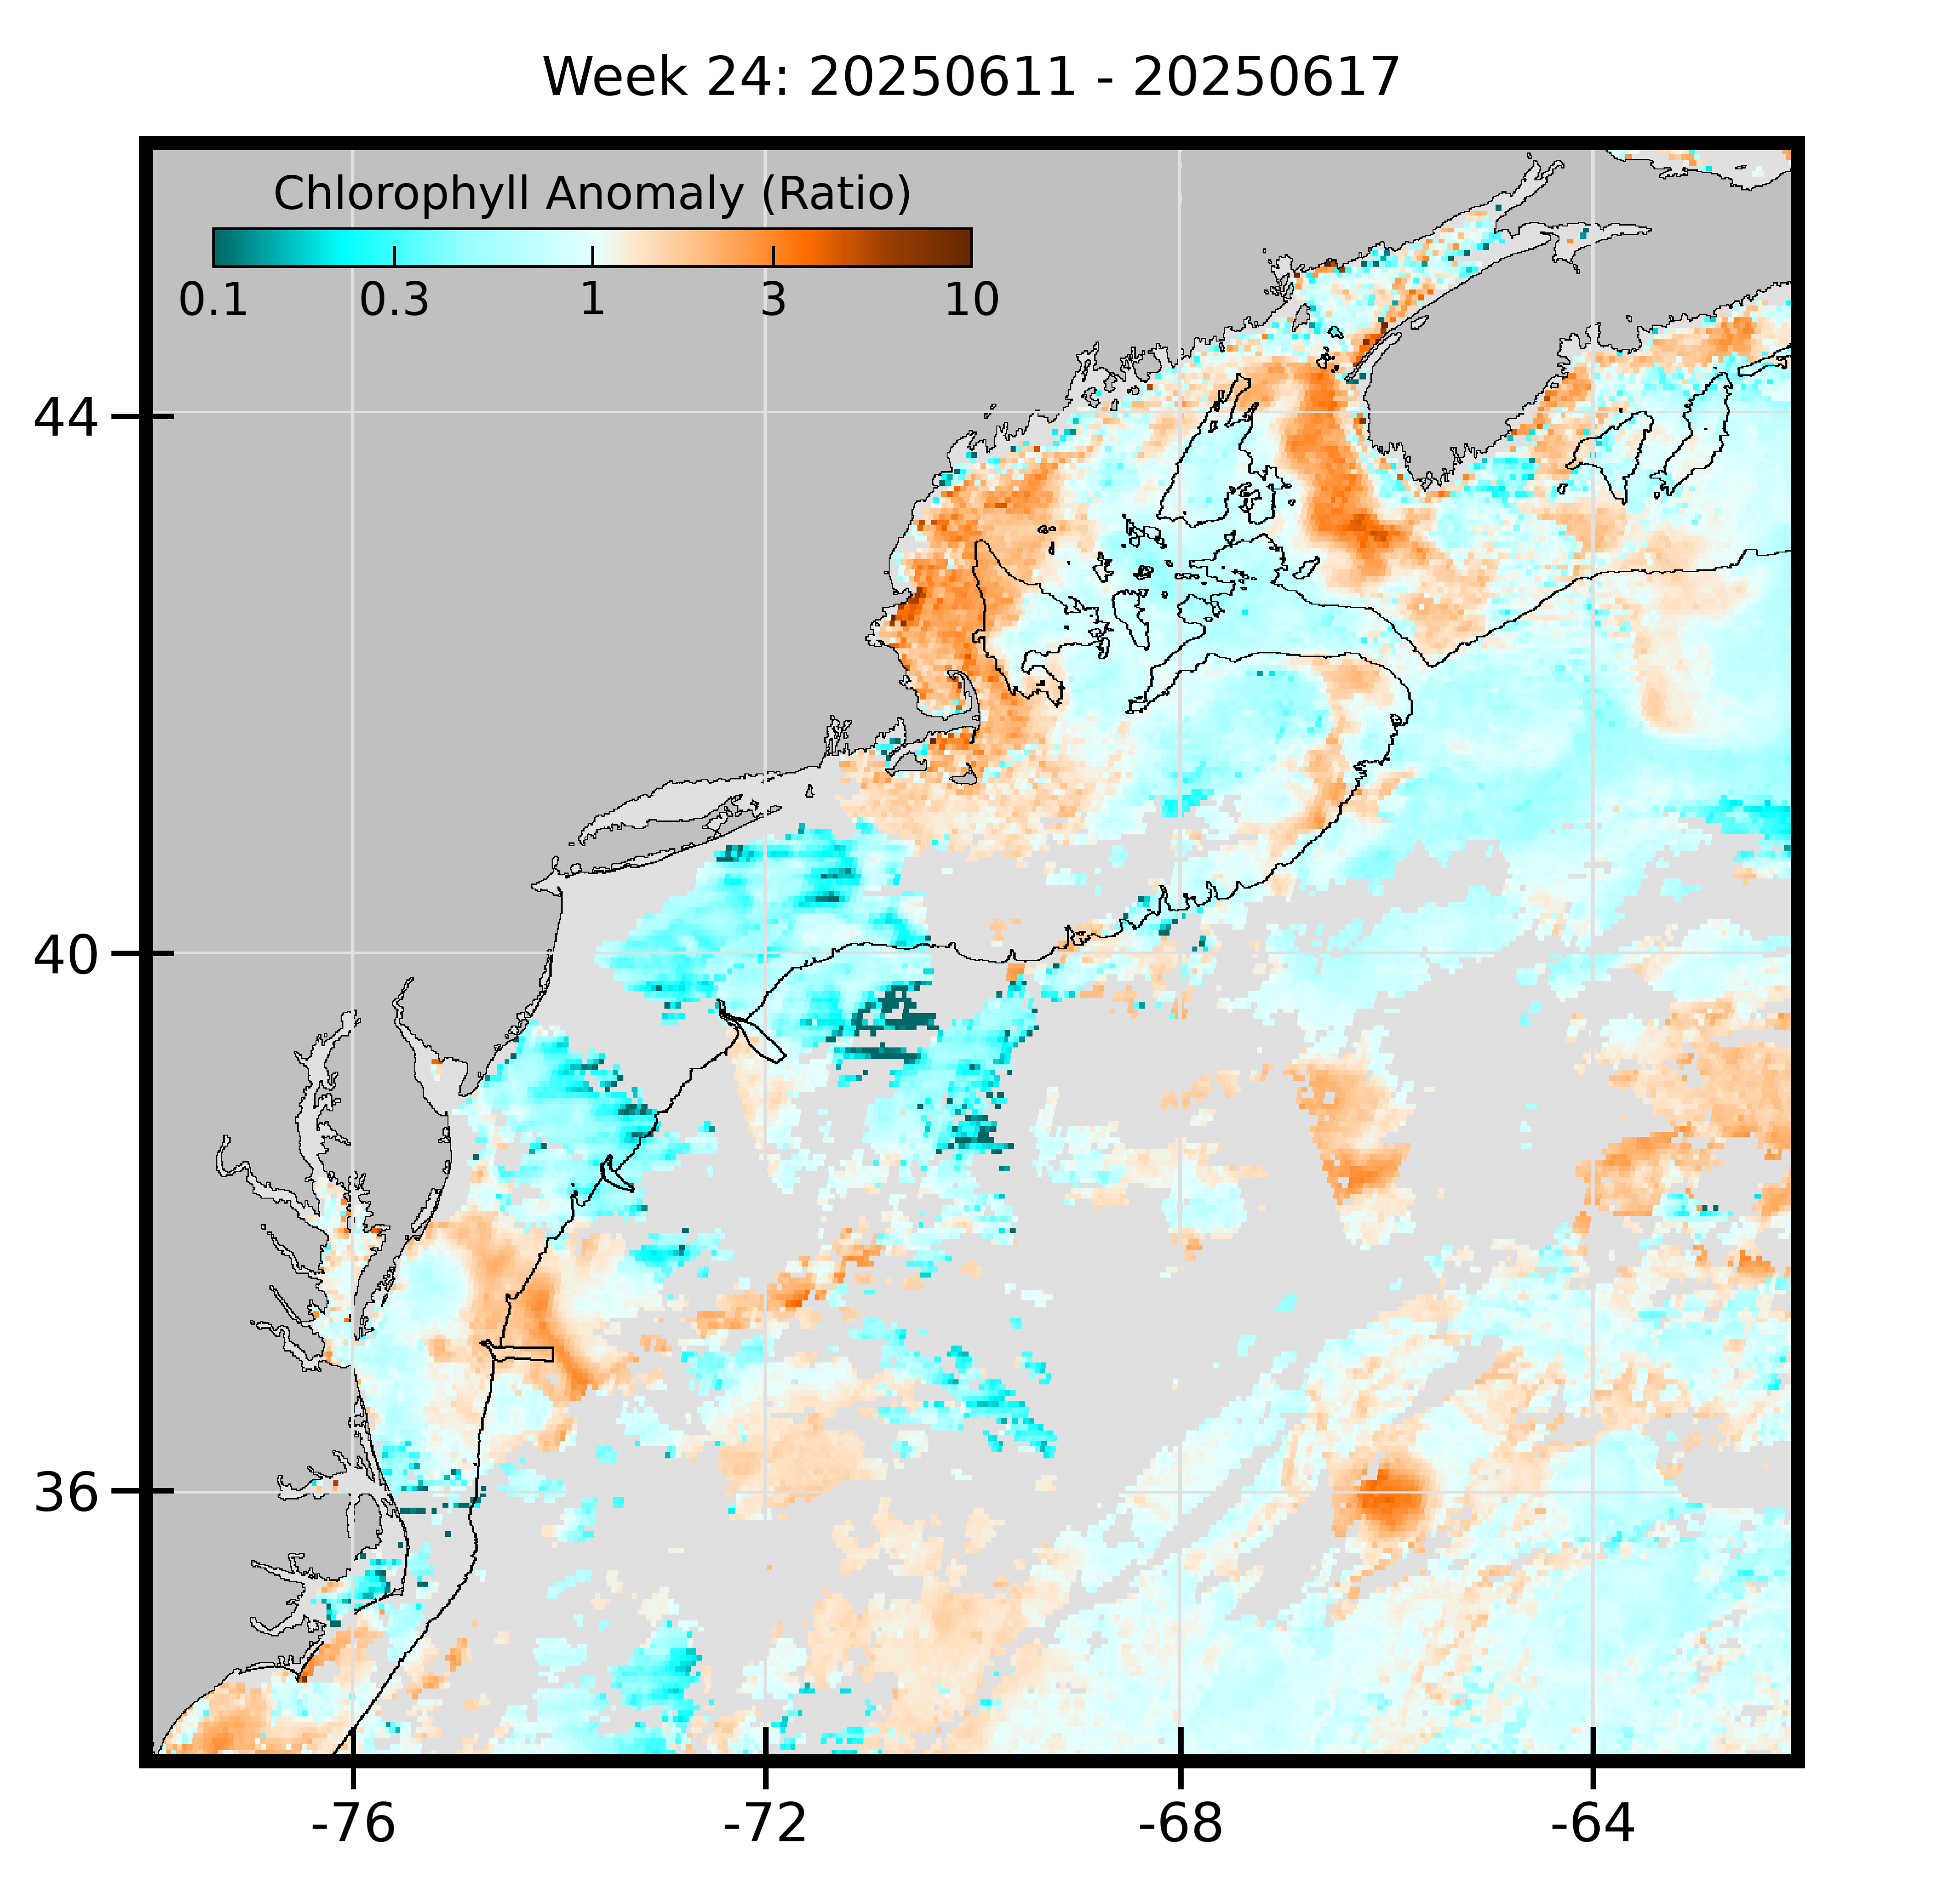 Week 24: 20250611 - 20250617
Chlorophyll Anomaly (Ratio)
0.1 0.3 1 3 10
44
40
36
-76 -72 -68 -64